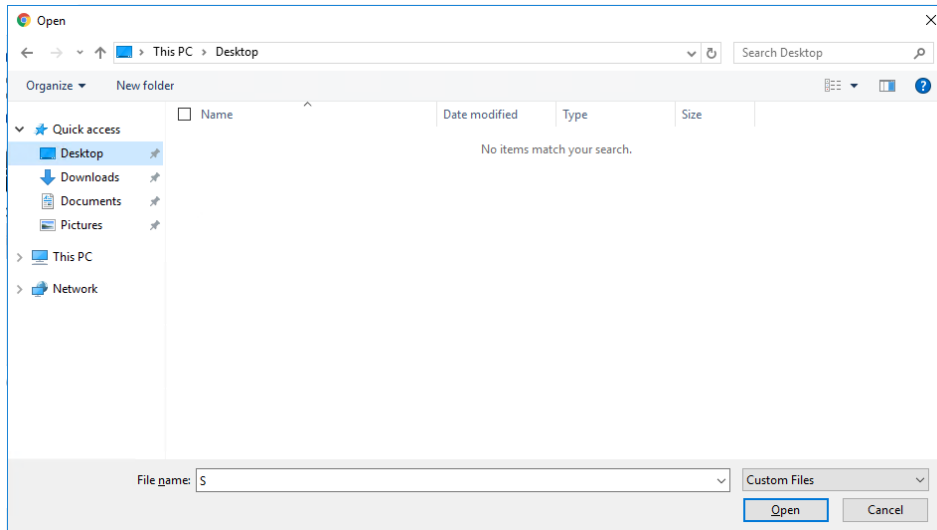 Open
This PC > Desktop
Search Desktop
Organize
New folder
Name
Date modified
Type
Size
Quick access
No items match your search.
Desktop
Downloads
Documents
Pictures
This PC
Network
File name: S
Custom Files
Open
Cancel